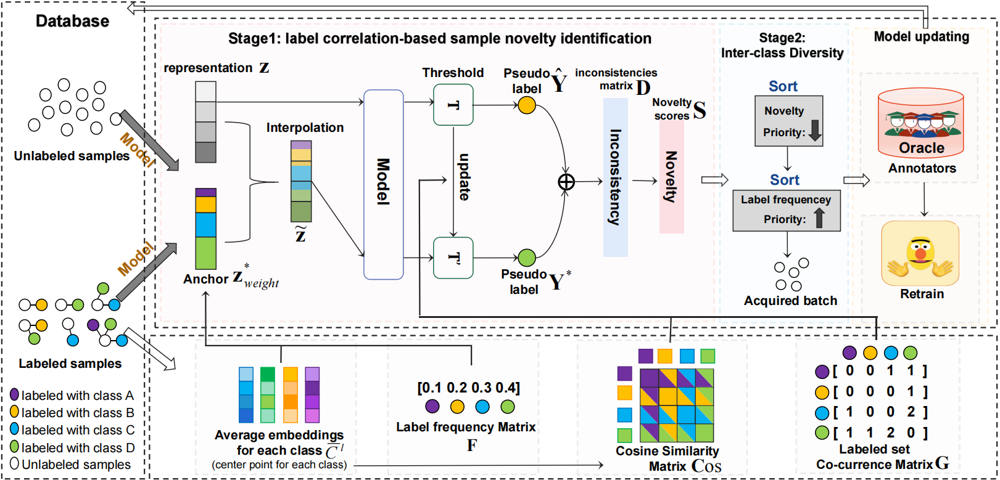 Database
Unlabeled samples
Model
Model
Labeled samples
labeled with class A
labeled with class B
labeled with class C
labeled with class D
Unlabeled samples
Stage1: label correlation-based sample novelty identification
representation z
Interpolation
z̃
Anchor z*weight
Model
Threshold
T
update
T'
Pseudo
label Ŷ
Pseudo
label Y*
inconsistencies
matrix D
Inconsistency
Novelty
scores S
Novelty
Stage2:
Inter-class Diversity
Sort
Novelty
Priority:
Sort
Label frequencey
Priority:
Acquired batch
Model updating
Oracle
Annotators
Retrain
Average embeddings
for each class C̅ˡ
(center point for each class)
[0.1 0.2 0.3 0.4]
Label frequency Matrix
F
Cosine Similarity
Matrix Cos
[ 0 0 1 1 ]
[ 0 0 0 1 ]
[ 1 0 0 2 ]
[ 1 1 2 0 ]
Labeled set
Co-currence Matrix G